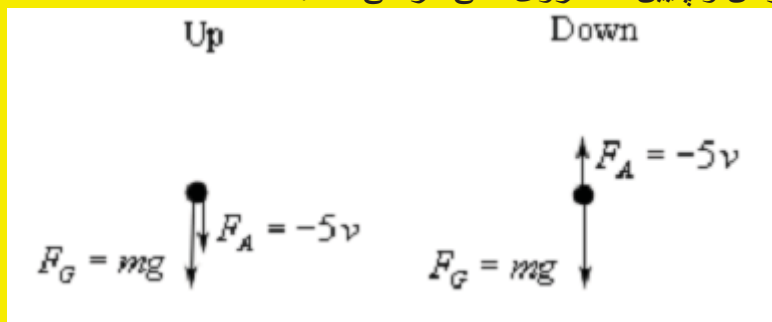 Up
Down
F_A = -5v
F_G = mg
F_A = -5v
F_G = mg